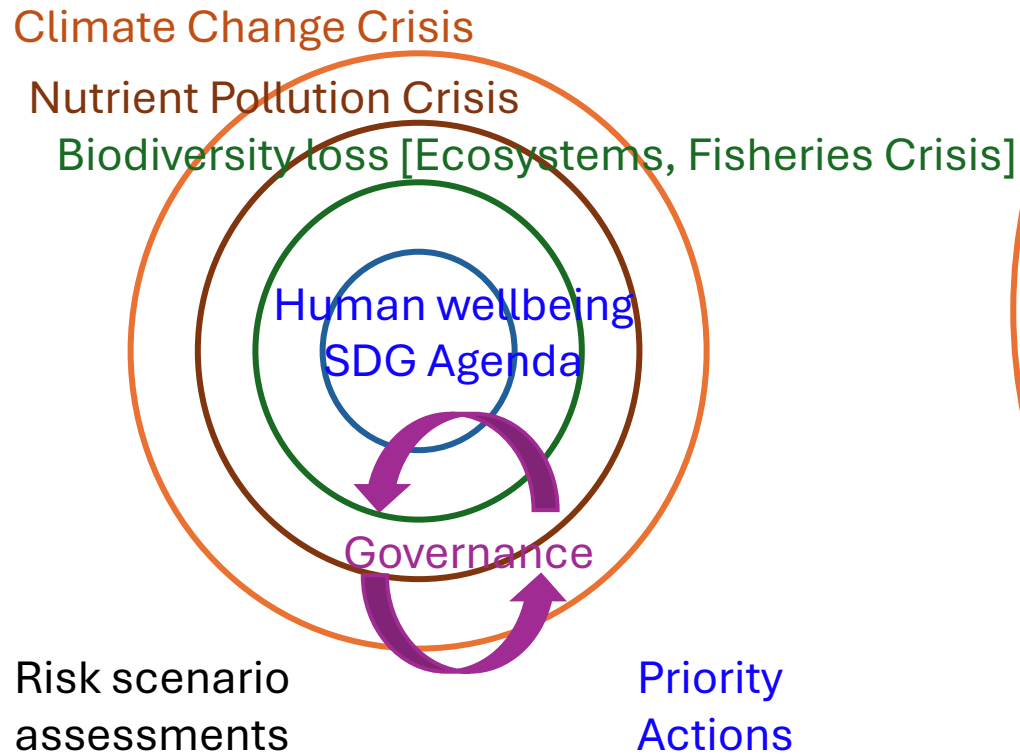 Climate Change Crisis
Nutrient Pollution Crisis
Biodiversity loss [Ecosystems, Fisheries Crisis]
Human wellbeing
SDG Agenda
Governance
Risk scenario
assessments
Priority
Actions